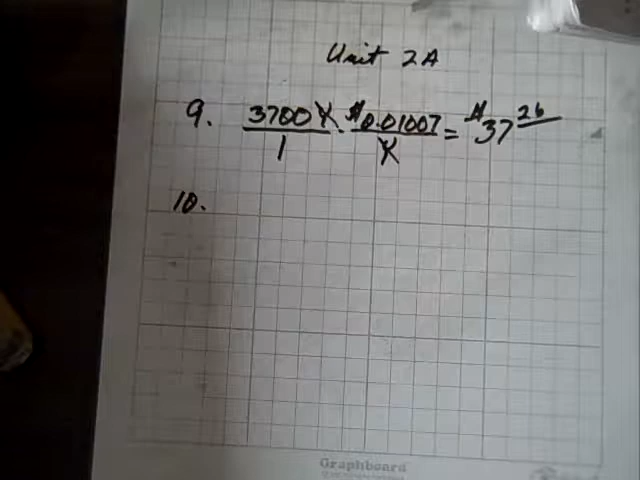 Unit 2A
9. 3700 ¥ / 1 · $0.01007 / ¥ = $37 26
10.
Graphboard